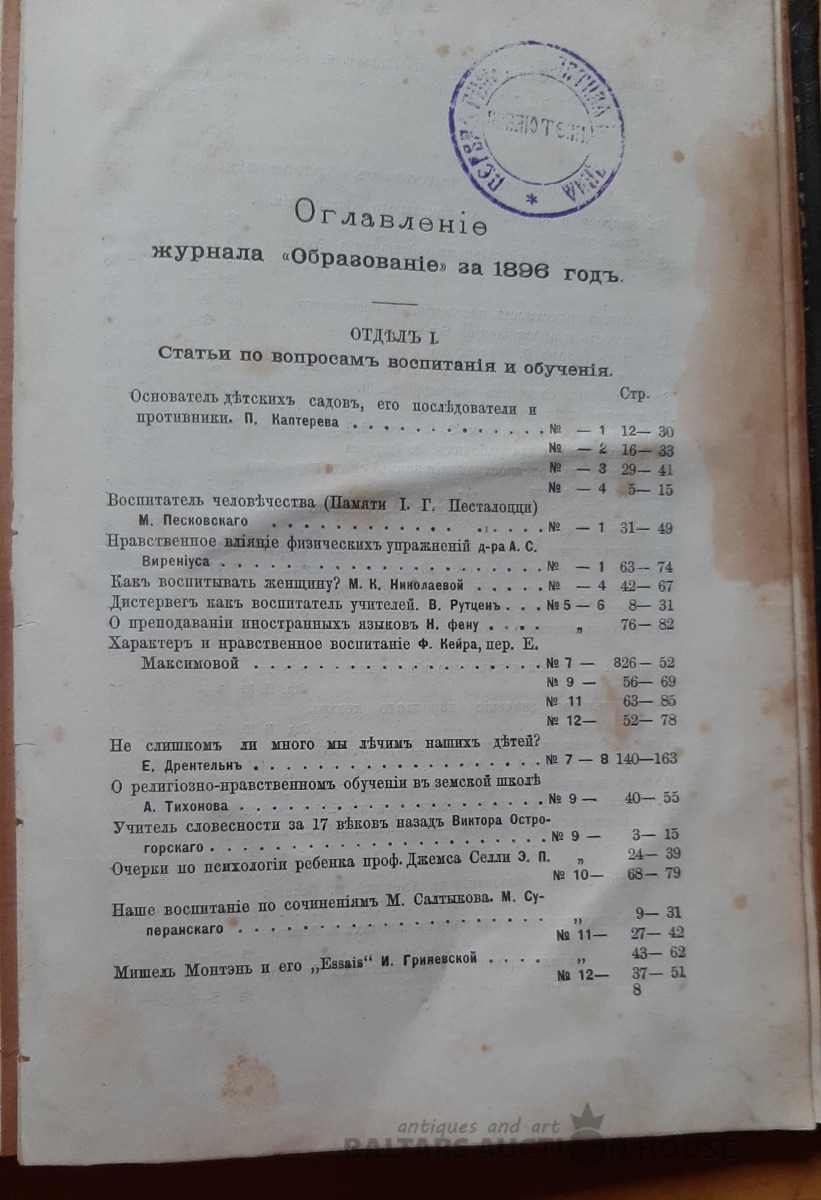 Оглавленіе
журнала «Образованіе» за 1896 годъ.
ОТДѢЛЪ I.
Статьи по вопросамъ воспитанія и обученія.
Стр.
Основатель дѣтскихъ садовъ, его послѣдователи и
противники. П. Каптерева . . . . . . . . . . . . . № — 1 12— 30
№ — 2 16— 33
№ — 3 29— 41
№ — 4 5— 15
Воспитатель человѣчества (Памяти І. Г. Песталоцци)
М. Песковскаго . . . . . . . . . . . . . . . . № — 1 31— 49
Нравственное вліяніе физическихъ упражненій д-ра А. С.
Виреніуса . . . . . . . . . . . . . . . . . . . № — 1 63— 74
Какъ воспитывать женщину? М. К. Николаевой . . . . . № — 4 42— 67
Дистервегъ какъ воспитатель учителей. В. Рутценъ . . . № 5 — 6 8— 31
О преподаваніи иностранныхъ языковъ Н. фену . . . . „ 76— 82
Характеръ и нравственное воспитаніе Ф. Кейра, пер. Е.
Максимовой . . . . . . . . . . . . . . . . . . № 7 — 826— 52
№ 9 — 56— 69
№ 11 63— 85
№ 12— 52— 78
Не слишкомъ ли много мы лѣчимъ нашихъ дѣтей?
Е. Дрентельнъ . . . . . . . . . . . . . . . . . . № 7 — 8 140—163
О религіозно-нравственномъ обученіи въ земской школѣ
А. Тихонова . . . . . . . . . . . . . . . . . . . № 9 — 40— 55
Учитель словесности за 17 вѣковъ назадъ Виктора Остро-
горскаго . . . . . . . . . . . . . . . . . . . . . № 9 — 3— 15
Очерки по психологіи ребенка проф. Джемса Селли Э. П. „ 24— 39
№ 10— 68— 79
Наше воспитаніе по сочиненіямъ М. Салтыкова. М. Су-
перанскаго . . . . . . . . . . . . . . . . . . . „ 9— 31
№ 11— 27— 42
Мишель Монтэнь и его „Essais“ И. Гриневской . . . . „ 43— 62
№ 12— 37— 51
8
antiques and art
BALTARS AUCTION HOUSE